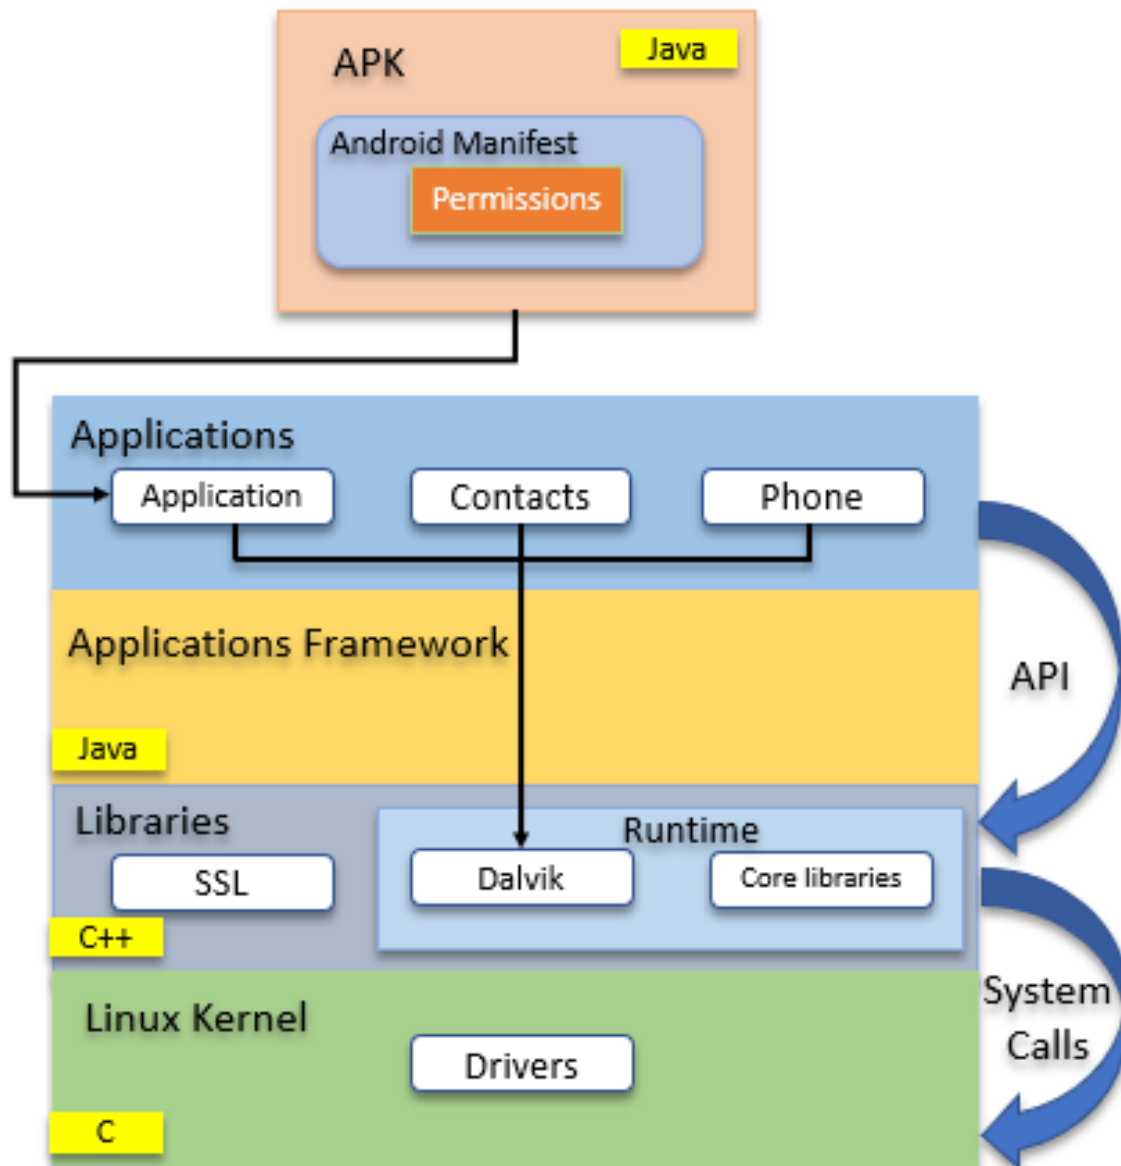 APK
Java
Android Manifest
Permissions
Applications
Application
Contacts
Phone
Applications Framework
API
Java
Libraries
Runtime
SSL
Dalvik
Core libraries
C++
System
Calls
Linux Kernel
Drivers
C